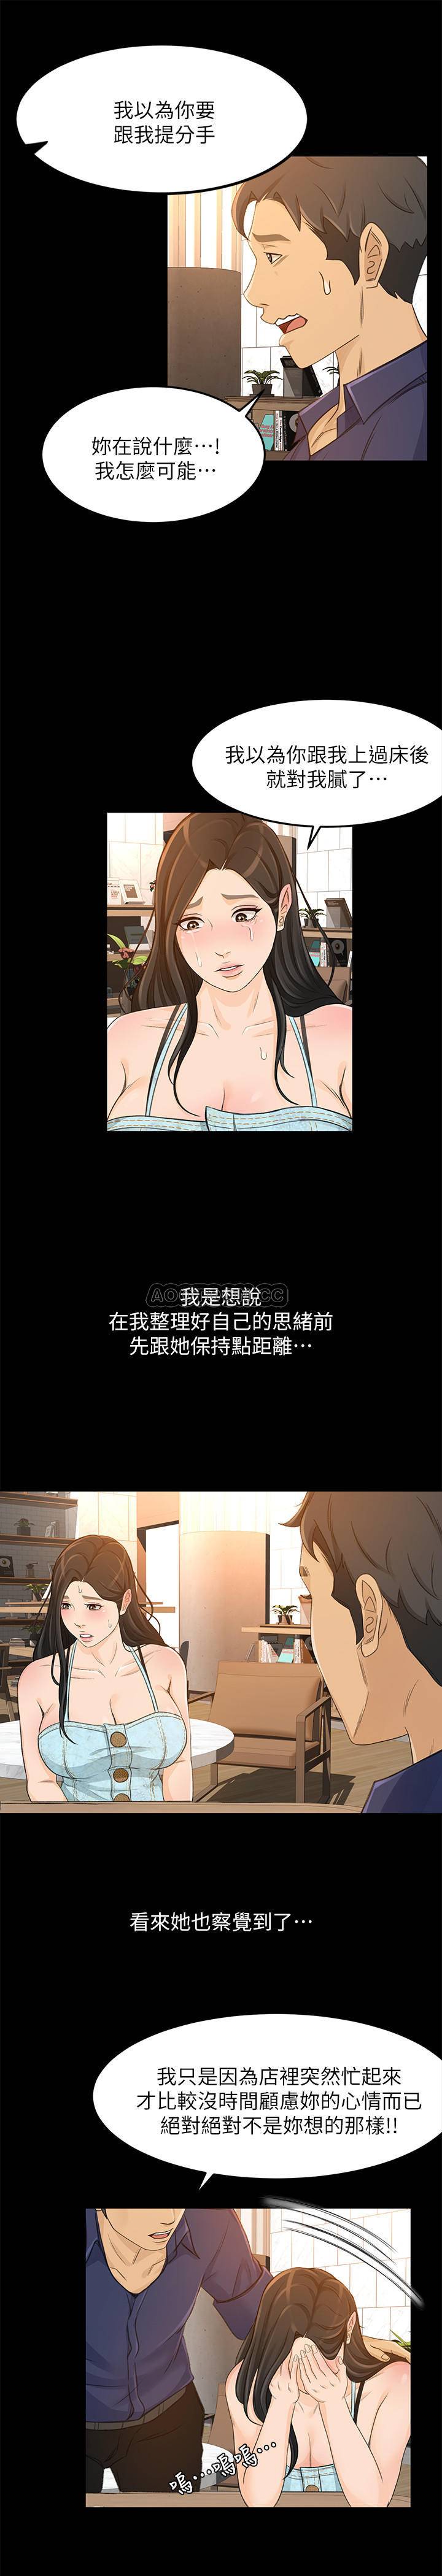 我以為你要
跟我提分手
妳在說什麼⋯!
我怎麼可能⋯
我以為你跟我上過床後
就對我膩了⋯
我是想說
在我整理好自己的思緒前
先跟她保持點距離⋯
看來她也察覺到了⋯
我只是因為店裡突然忙起來
才比較沒時間顧慮妳的心情而已
絕對絕對不是妳想的那樣!!
嗚⋯嗚嗚⋯